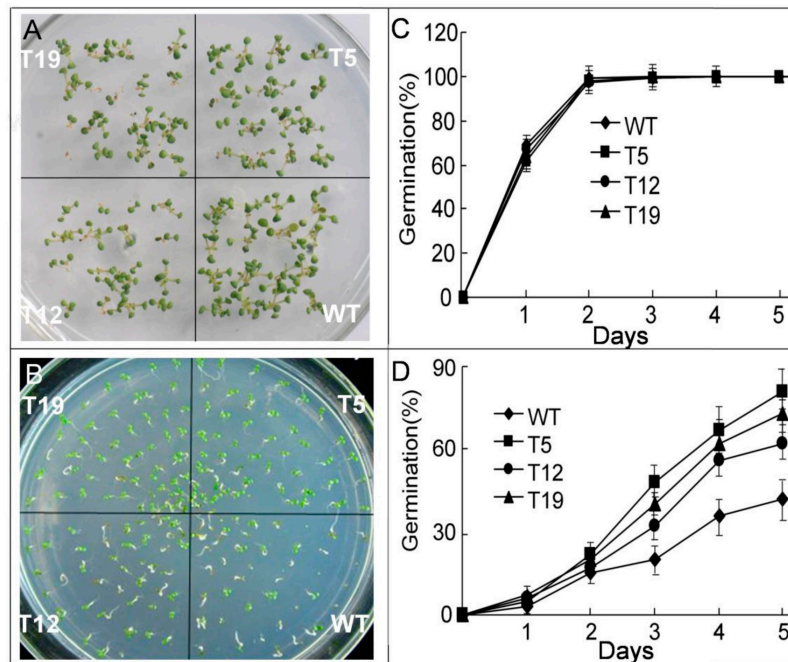 A
T19
T5
T12
WT
B
T19
T5
T12
WT
C
Germination(%)
120
100
80
60
40
20
0
WT
T5
T12
T19
1 2 3 4 5
Days
D
Germination(%)
90
60
30
0
WT
T5
T12
T19
1 2 3 4 5
Days